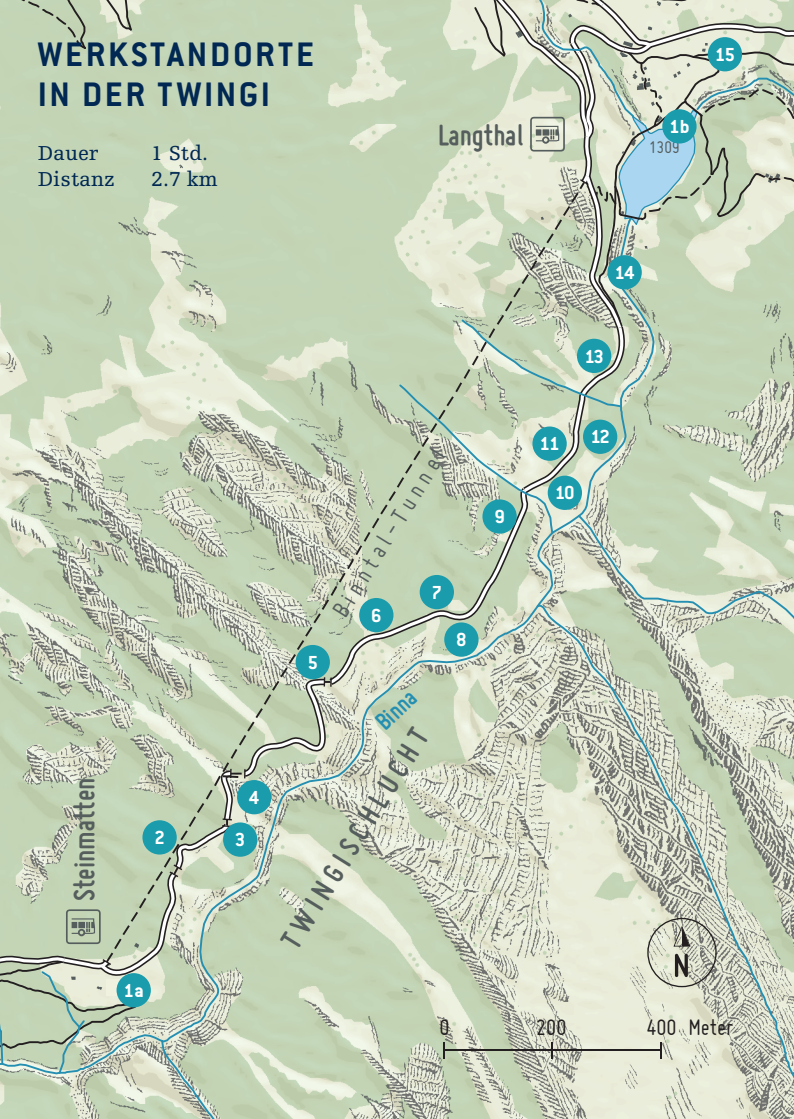 WERKSTANDORTE
IN DER TWINGI
Dauer 1 Std.
Distanz 2.7 km
15
1b
Langthal
1309
14
13
11
12
10
9
Binntal-Tunnel
7
6
8
5
Binna
TWINGISCHLUCHT
4
Steinmatten
2
3
1a
N
0 200 400 Meter